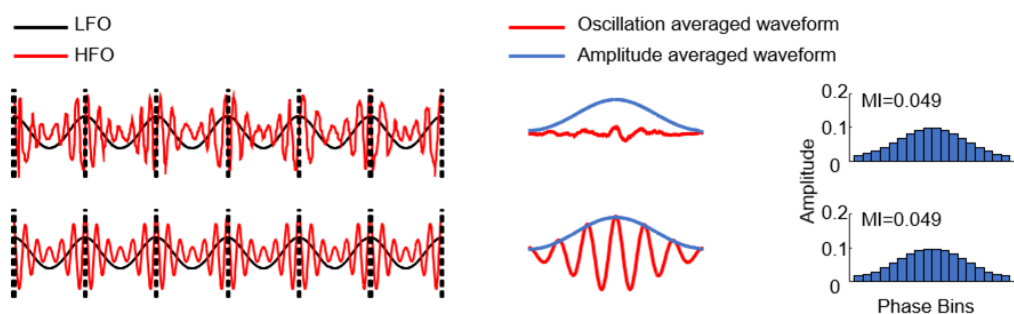 LFO
HFO
Oscillation averaged waveform
Amplitude averaged waveform
0.2
MI=0.049
0.1
0
Amplitude
0.2
MI=0.049
0.1
0
Phase Bins